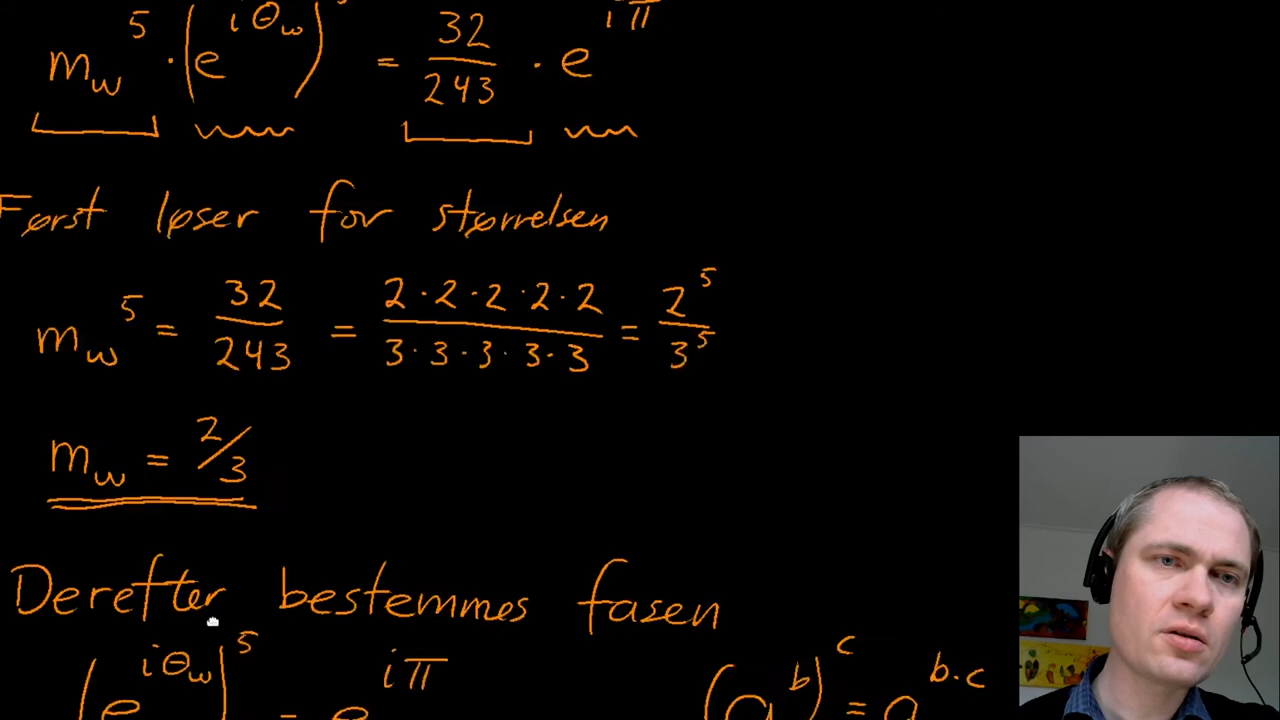 m_w^5 · (e^{iθ_w})^5 = 32/243 · e^{iπ}
Først løser for størrelsen
m_w^5 = 32/243 = 2·2·2·2·2/3·3·3·3·3 = 2^5/3^5
m_w = 2/3
Derefter bestemmes fasen
(e^{iθ_w})^5 = e^{iπ} (a^b)^c = a^{b·c}